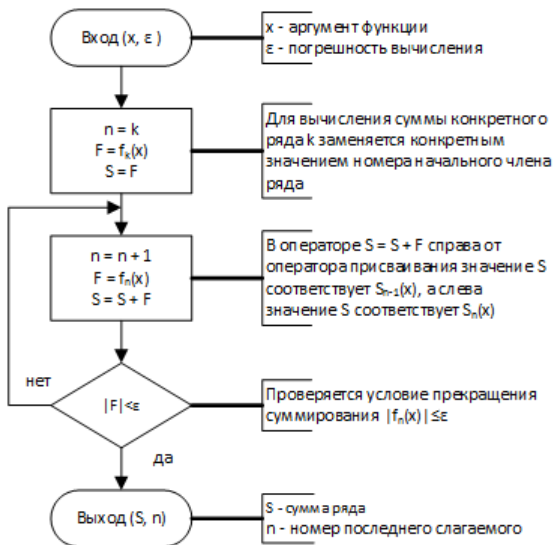 Вход (x, ε)
x - аргумент функции
ε - погрешность вычисления
n = k
F = fₖ(x)
S = F
Для вычисления суммы конкретного
ряда k заменяется конкретным
значением номера начального члена
ряда
n = n + 1
F = fₙ(x)
S = S + F
В операторе S = S + F справа от
оператора присваивания значение S
соответствует Sₙ₋₁(x), а слева
значение S соответствует Sₙ(x)
нет
|F|<ε
Проверяется условие прекращения
суммирования |fₙ(x)|≤ε
да
Выход (S, n)
S - сумма ряда
n - номер последнего слагаемого